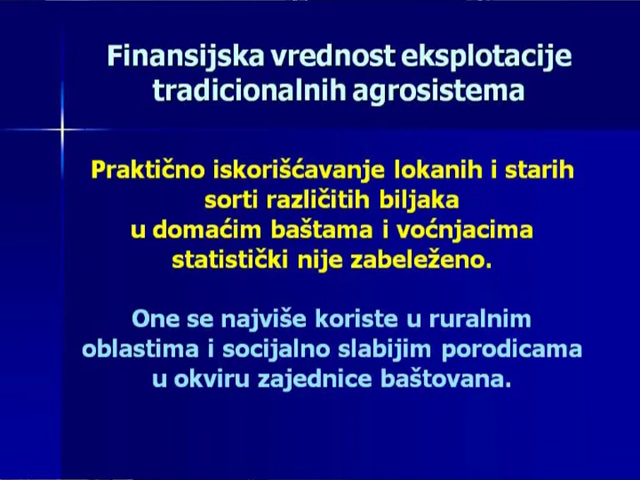 Finansijska vrednost eksplotacije
tradicionalnih agrosistema
Praktično iskorišćavanje lokanih i starih
sorti različitih biljaka
u domaćim baštama i voćnjacima
statistički nije zabeleženo.
One se najviše koriste u ruralnim
oblastima i socijalno slabijim porodicama
u okviru zajednice baštovana.